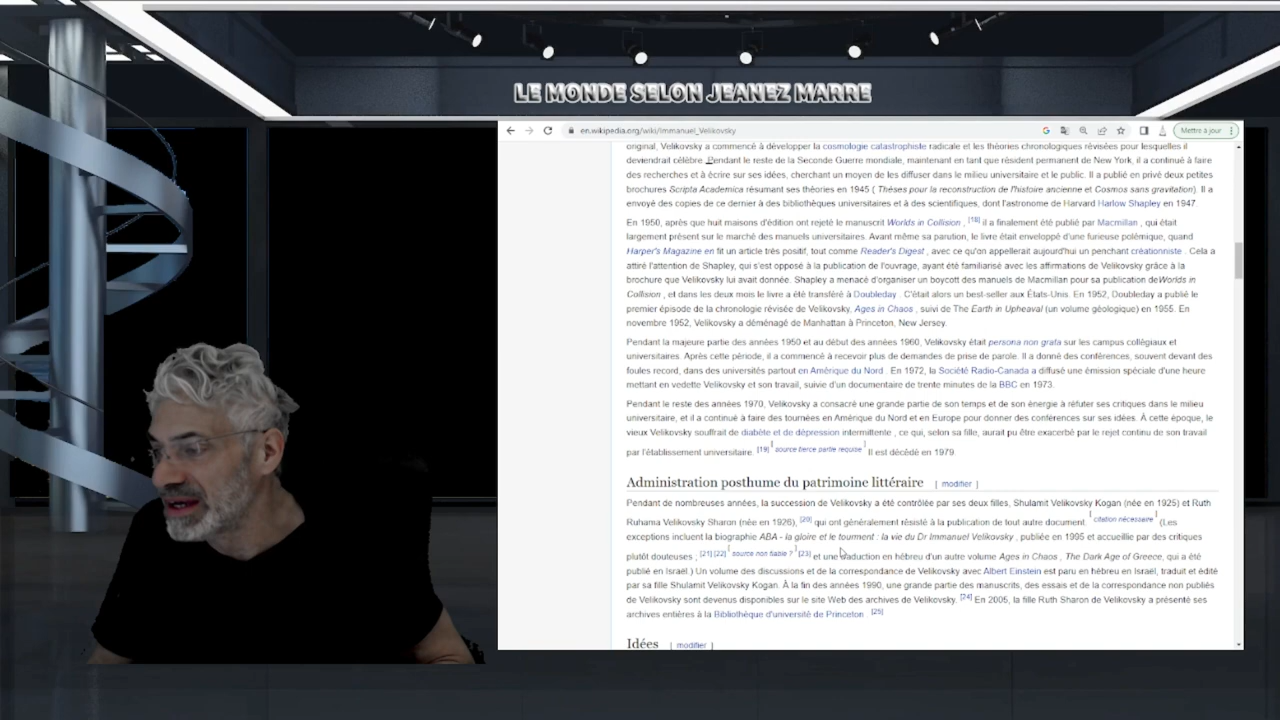 LE MONDE SELON JEANEZ MARRE
en.wikipedia.org/wiki/Immanuel_Velikovsky
Mettre à jour
original, Velikovsky a commencé à développer la cosmologie catastrophiste radicale et les théories chronologiques révisées pour lesquelles il
deviendrait célèbre .Pendant le reste de la Seconde Guerre mondiale, maintenant en tant que résident permanent de New York, il a continué à faire
des recherches et à écrire sur ses idées, cherchant un moyen de les diffuser dans le milieu universitaire et le public. Il a publié en privé deux petites
brochures Scripta Academica résumant ses théories en 1945 ( Thèses pour la reconstruction de l'histoire ancienne et Cosmos sans gravitation). Il a
envoyé des copies de ce dernier à des bibliothèques universitaires et à des scientifiques, dont l'astronome de Harvard Harlow Shapley en 1947
En 1950, après que huit maisons d'édition ont rejeté le manuscrit Worlds in Collision , [18] il a finalement été publié par Macmillan , qui était
largement présent sur le marché des manuels universitaires. Avant même sa parution, le livre était enveloppé d'une furieuse polémique, quand
Harper's Magazine en fit un article très positif, tout comme Reader's Digest , avec ce qu'on appellerait aujourd'hui un penchant créationniste . Cela a
attiré l'attention de Shapley, qui s'est opposé à la publication de l'ouvrage, ayant été familiarisé avec les affirmations de Velikovsky grâce à la
brochure que Velikovsky lui avait donnée. Shapley a menacé d'organiser un boycott des manuels de Macmillan pour sa publication deWorlds in
Collision , et dans les deux mois le livre a été transféré à Doubleday . C'était alors un best-seller aux États-Unis. En 1952, Doubleday a publié le
premier épisode de la chronologie révisée de Velikovsky, Ages in Chaos , suivi de The Earth in Upheaval (un volume géologique) en 1955. En
novembre 1952, Velikovsky a déménagé de Manhattan à Princeton, New Jersey.
Pendant la majeure partie des années 1950 et au début des années 1960, Velikovsky était persona non grata sur les campus collégiaux et
universitaires. Après cette période, il a commencé à recevoir plus de demandes de prise de parole. Il a donné des conférences, souvent devant des
foules record, dans des universités partout en Amérique du Nord . En 1972, la Société Radio-Canada a diffusé une émission spéciale d'une heure
mettant en vedette Velikovsky et son travail, suivie d'un documentaire de trente minutes de la BBC en 1973.
Pendant le reste des années 1970, Velikovsky a consacré une grande partie de son temps et de son énergie à réfuter ses critiques dans le milieu
universitaire, et il a continué à faire des tournées en Amérique du Nord et en Europe pour donner des conférences sur ses idées. À cette époque, le
vieux Velikovsky souffrait de diabète et de dépression intermittente , ce qui, selon sa fille, aurait pu être exacerbé par le rejet continu de son travail
par l'établissement universitaire. [19] [ source tierce partie requise ] Il est décédé en 1979.
Administration posthume du patrimoine littéraire [ modifier ]
Pendant de nombreuses années, la succession de Velikovsky a été contrôlée par ses deux filles, Shulamit Velikovsky Kogan (née en 1925) et Ruth
Ruhama Velikovsky Sharon (née en 1926), [20] qui ont généralement résisté à la publication de tout autre document. [ citation nécessaire ] (Les
exceptions incluent la biographie ABA - la gloire et le tourment : la vie du Dr Immanuel Velikovsky , publiée en 1995 et accueillie par des critiques
plutôt douteuses ; [21] [22] [ source non fiable ? ] [23] et une traduction en hébreu d'un autre volume Ages in Chaos , The Dark Age of Greece, qui a été
publié en Israël.) Un volume des discussions et de la correspondance de Velikovsky avec Albert Einstein est paru en hébreu en Israël, traduit et édité
par sa fille Shulamit Velikovsky Kogan. À la fin des années 1990, une grande partie des manuscrits, des essais et de la correspondance non publiés
de Velikovsky sont devenus disponibles sur le site Web des archives de Velikovsky. [24] En 2005, la fille Ruth Sharon de Velikovsky a présenté ses
archives entières à la Bibliothèque d'université de Princeton . [25]
Idées [ modifier ]